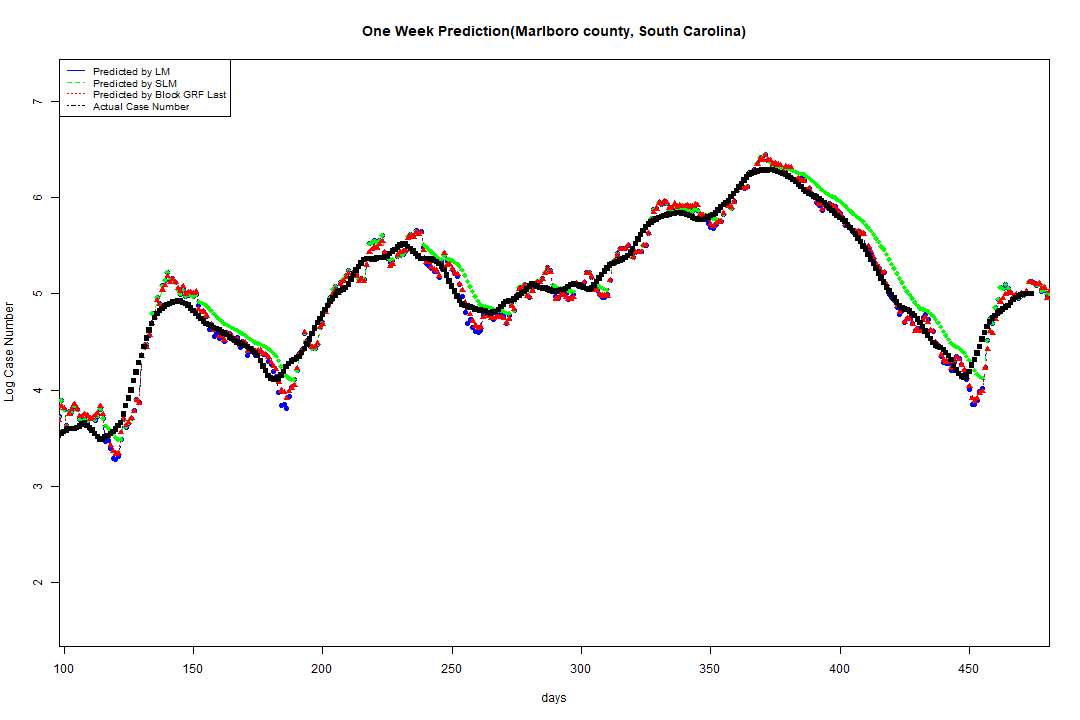 One Week Prediction(Marlboro county, South Carolina)
Predicted by LM
Predicted by SLM
Predicted by Block GRF Last
Actual Case Number
7
6
5
4
3
2
Log Case Number
100 150 200 250 300 350 400 450
days